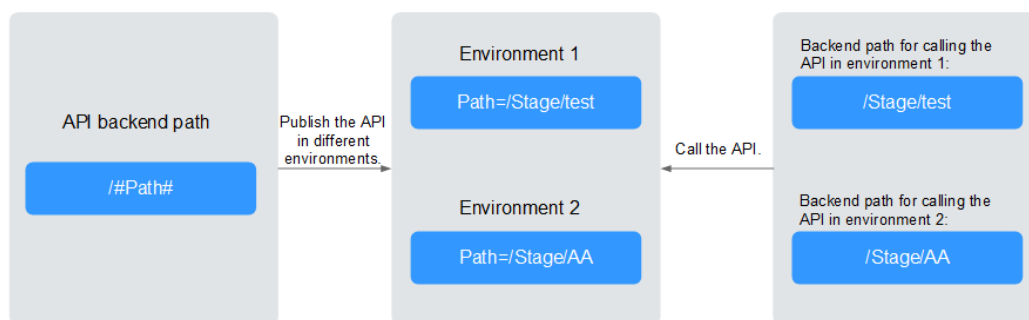 API backend path
/#Path#
Publish the API
in different
environments.
Environment 1
Path=/Stage/test
Environment 2
Path=/Stage/AA
Call the API.
Backend path for calling the
API in environment 1:
/Stage/test
Backend path for calling the
API in environment 2:
/Stage/AA